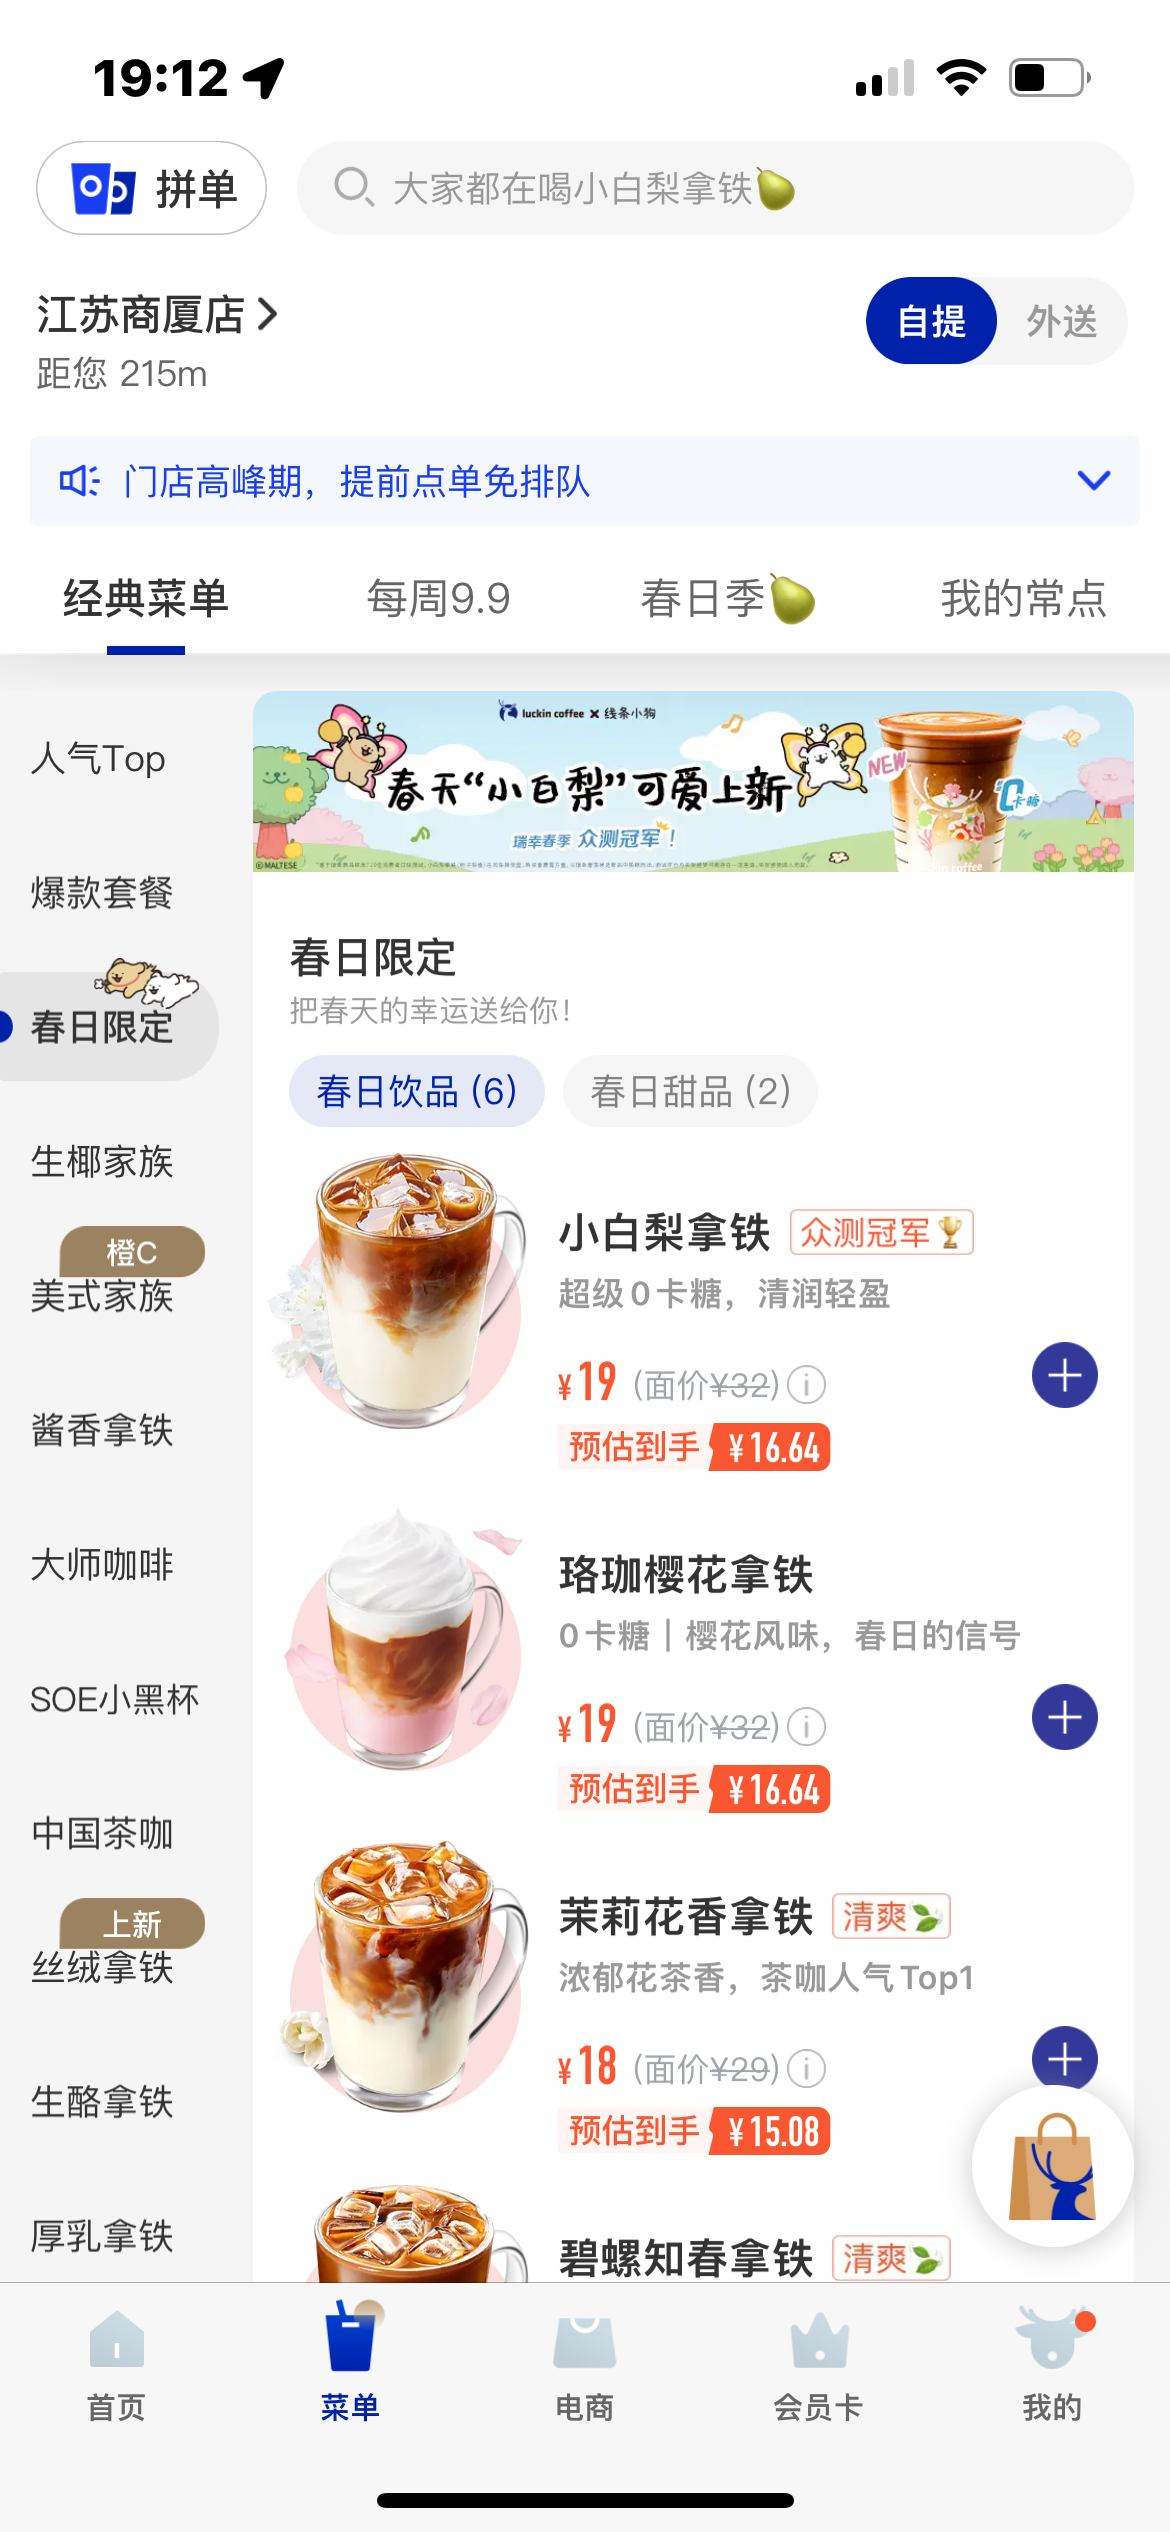 19:12
拼单
大家都在喝小白梨拿铁🍐
江苏商厦店
自提
外送
距您 215m
门店高峰期，提前点单免排队
经典菜单
每周9.9
春日季🍐
我的常点
人气Top
爆款套餐
春日限定
生椰家族
橙C
美式家族
酱香拿铁
大师咖啡
SOE小黑杯
中国茶咖
上新
丝绒拿铁
生酪拿铁
厚乳拿铁
luckin coffee × 线条小狗
春天“小白梨”可爱上新
NEW
0卡糖
瑞幸春季 众测冠军！
©MALTESE
春日限定
把春天的幸运送给你！
春日饮品 (6)
春日甜品 (2)
小白梨拿铁
众测冠军🏆
超级0卡糖，清润轻盈
¥19 (面价¥32)
预估到手 ¥16.64
珞珈樱花拿铁
0卡糖｜樱花风味，春日的信号
¥19 (面价¥32)
预估到手 ¥16.64
茉莉花香拿铁
清爽🍃
浓郁花茶香，茶咖人气Top1
¥18 (面价¥29)
预估到手 ¥15.08
碧螺知春拿铁
清爽🍃
首页
菜单
电商
会员卡
我的